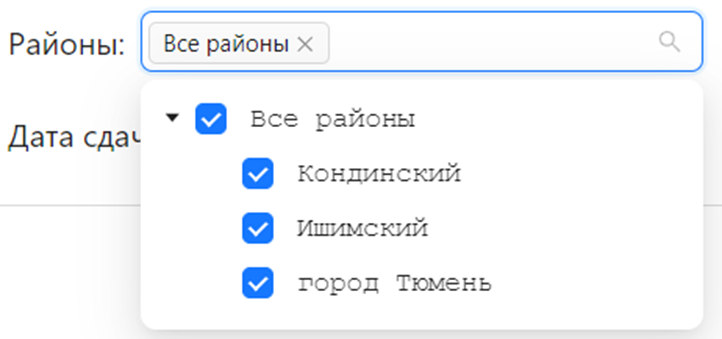 Районы: Все районы
Все районы
Дата сдач
Кондинский
Ишимский
город Тюмень